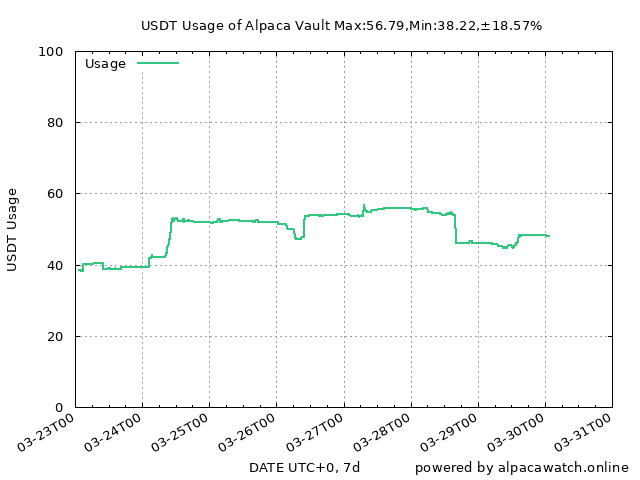 USDT Usage of Alpaca Vault Max:56.79,Min:38.22,±18.57%
Usage
100
80
60
40
20
0
USDT Usage
03-23T00
03-24T00
03-25T00
03-26T00
03-27T00
03-28T00
03-29T00
03-30T00
03-31T00
DATE UTC+0, 7d
powered by alpacawatch.online